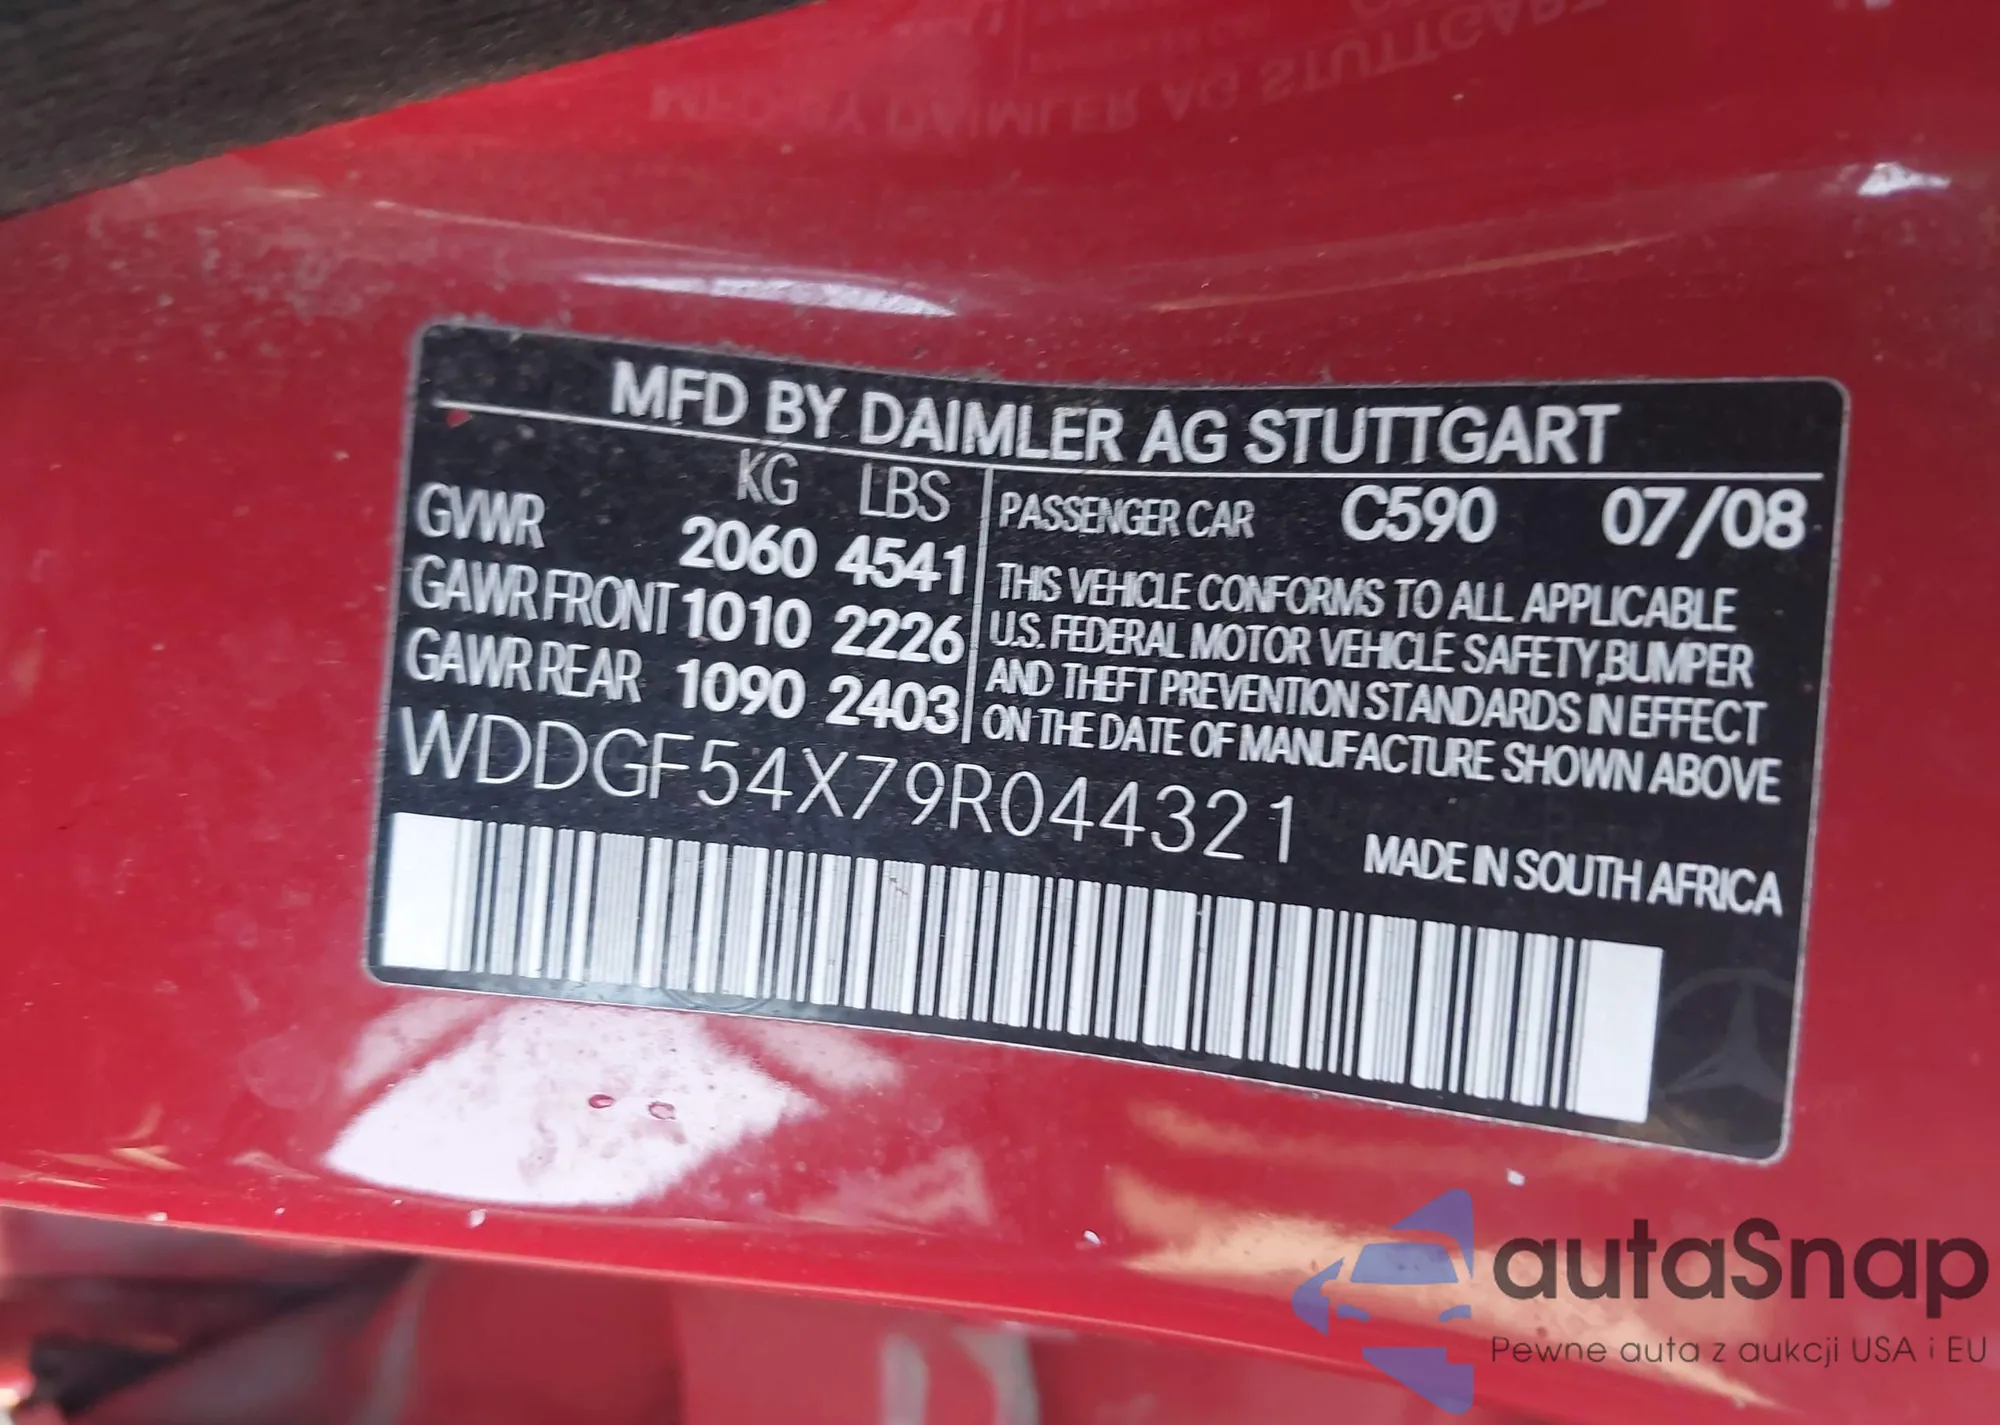 MFD BY DAIMLER AG STUTTGART
KG LBS
GVWR 2060 4541
GAWR FRONT 1010 2226
GAWR REAR 1090 2403
PASSENGER CAR C590 07/08
THIS VEHICLE CONFORMS TO ALL APPLICABLE
U.S. FEDERAL MOTOR VEHICLE SAFETY,BUMPER
AND THEFT PREVENTION STANDARDS IN EFFECT
ON THE DATE OF MANUFACTURE SHOWN ABOVE
WDDGF54X79R044321
MADE IN SOUTH AFRICA
autaSnap
Pewne auta z aukcji USA i EU